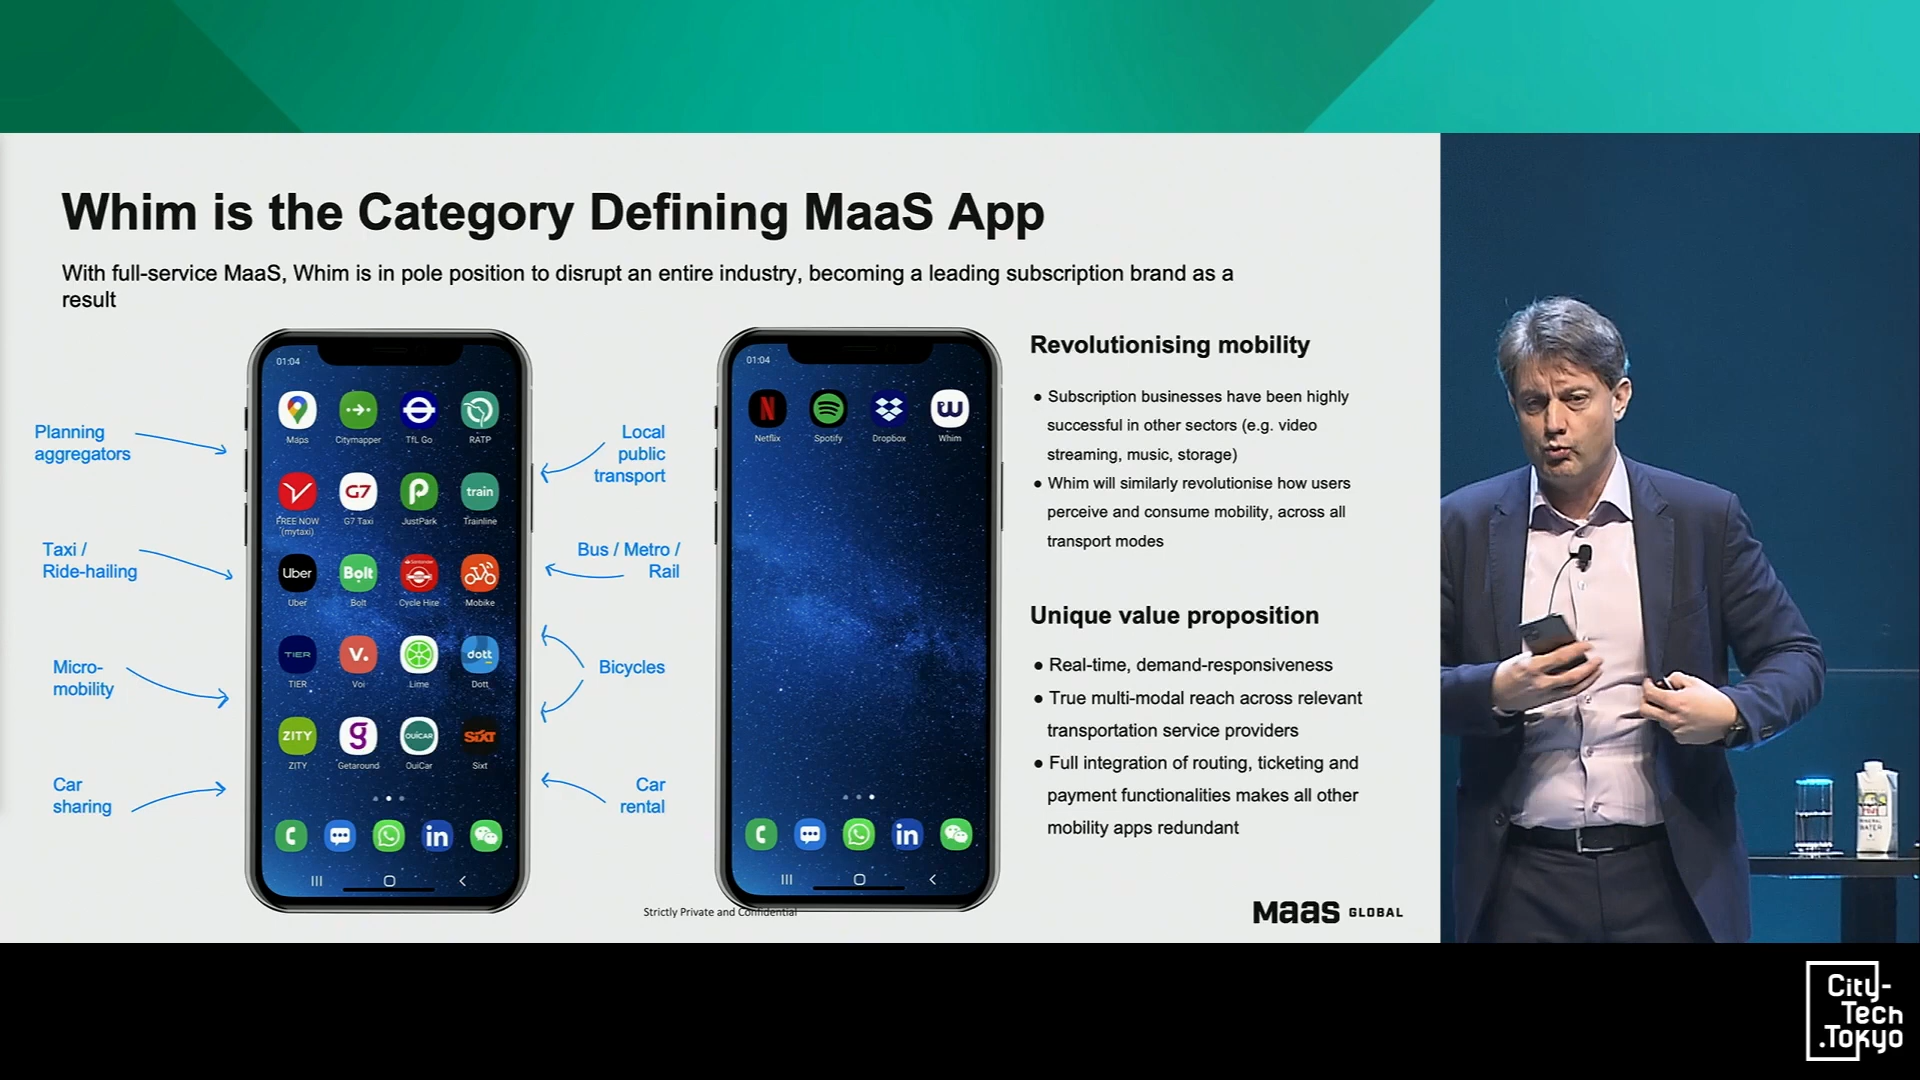 Whim is the Category Defining MaaS App
With full-service MaaS, Whim is in pole position to disrupt an entire industry, becoming a leading subscription brand as a
result
Planning
aggregators
Taxi /
Ride-hailing
Micro-
mobility
Car
sharing
01:04
Maps
Citymapper
TfL Go
RATP
G7
train
FREE NOW
(mytaxi)
G7 Taxi
JustPark
Trainline
Uber
Bolt
Santander
Uber
Bolt
Cycle Hire
Mobike
TIER
V.
dott
TIER
Voi
Lime
Dott
ZITY
g
OUICAR
SIXT
ZITY
Getaround
OuiCar
Sixt
in
Local
public
transport
Bus / Metro /
Rail
Bicycles
Car
rental
01:04
N
W
Netflix
Spotify
Dropbox
Whim
in
Revolutionising mobility
● Subscription businesses have been highly
successful in other sectors (e.g. video
streaming, music, storage)
● Whim will similarly revolutionise how users
perceive and consume mobility, across all
transport modes
Unique value proposition
● Real-time, demand-responsiveness
● True multi-modal reach across relevant
transportation service providers
● Full integration of routing, ticketing and
payment functionalities makes all other
mobility apps redundant
Strictly Private and Confidential
MaaS GLOBAL
WATER
City-
Tech
.Tokyo